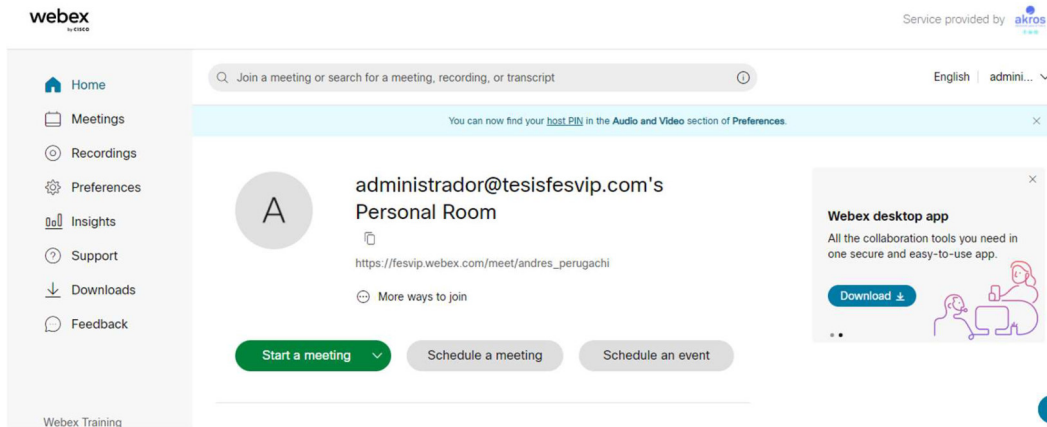 webex
by CISCO
Service provided by akros
Home
Meetings
Recordings
Preferences
Insights
Support
Downloads
Feedback
Webex Training
Join a meeting or search for a meeting, recording, or transcript
English
admini...
You can now find your host PIN in the Audio and Video section of Preferences.
A
administrador@tesisfesvip.com's
Personal Room
https://fesvip.webex.com/meet/andres_perugachi
More ways to join
Start a meeting
Schedule a meeting
Schedule an event
Webex desktop app
All the collaboration tools you need in
one secure and easy-to-use app.
Download